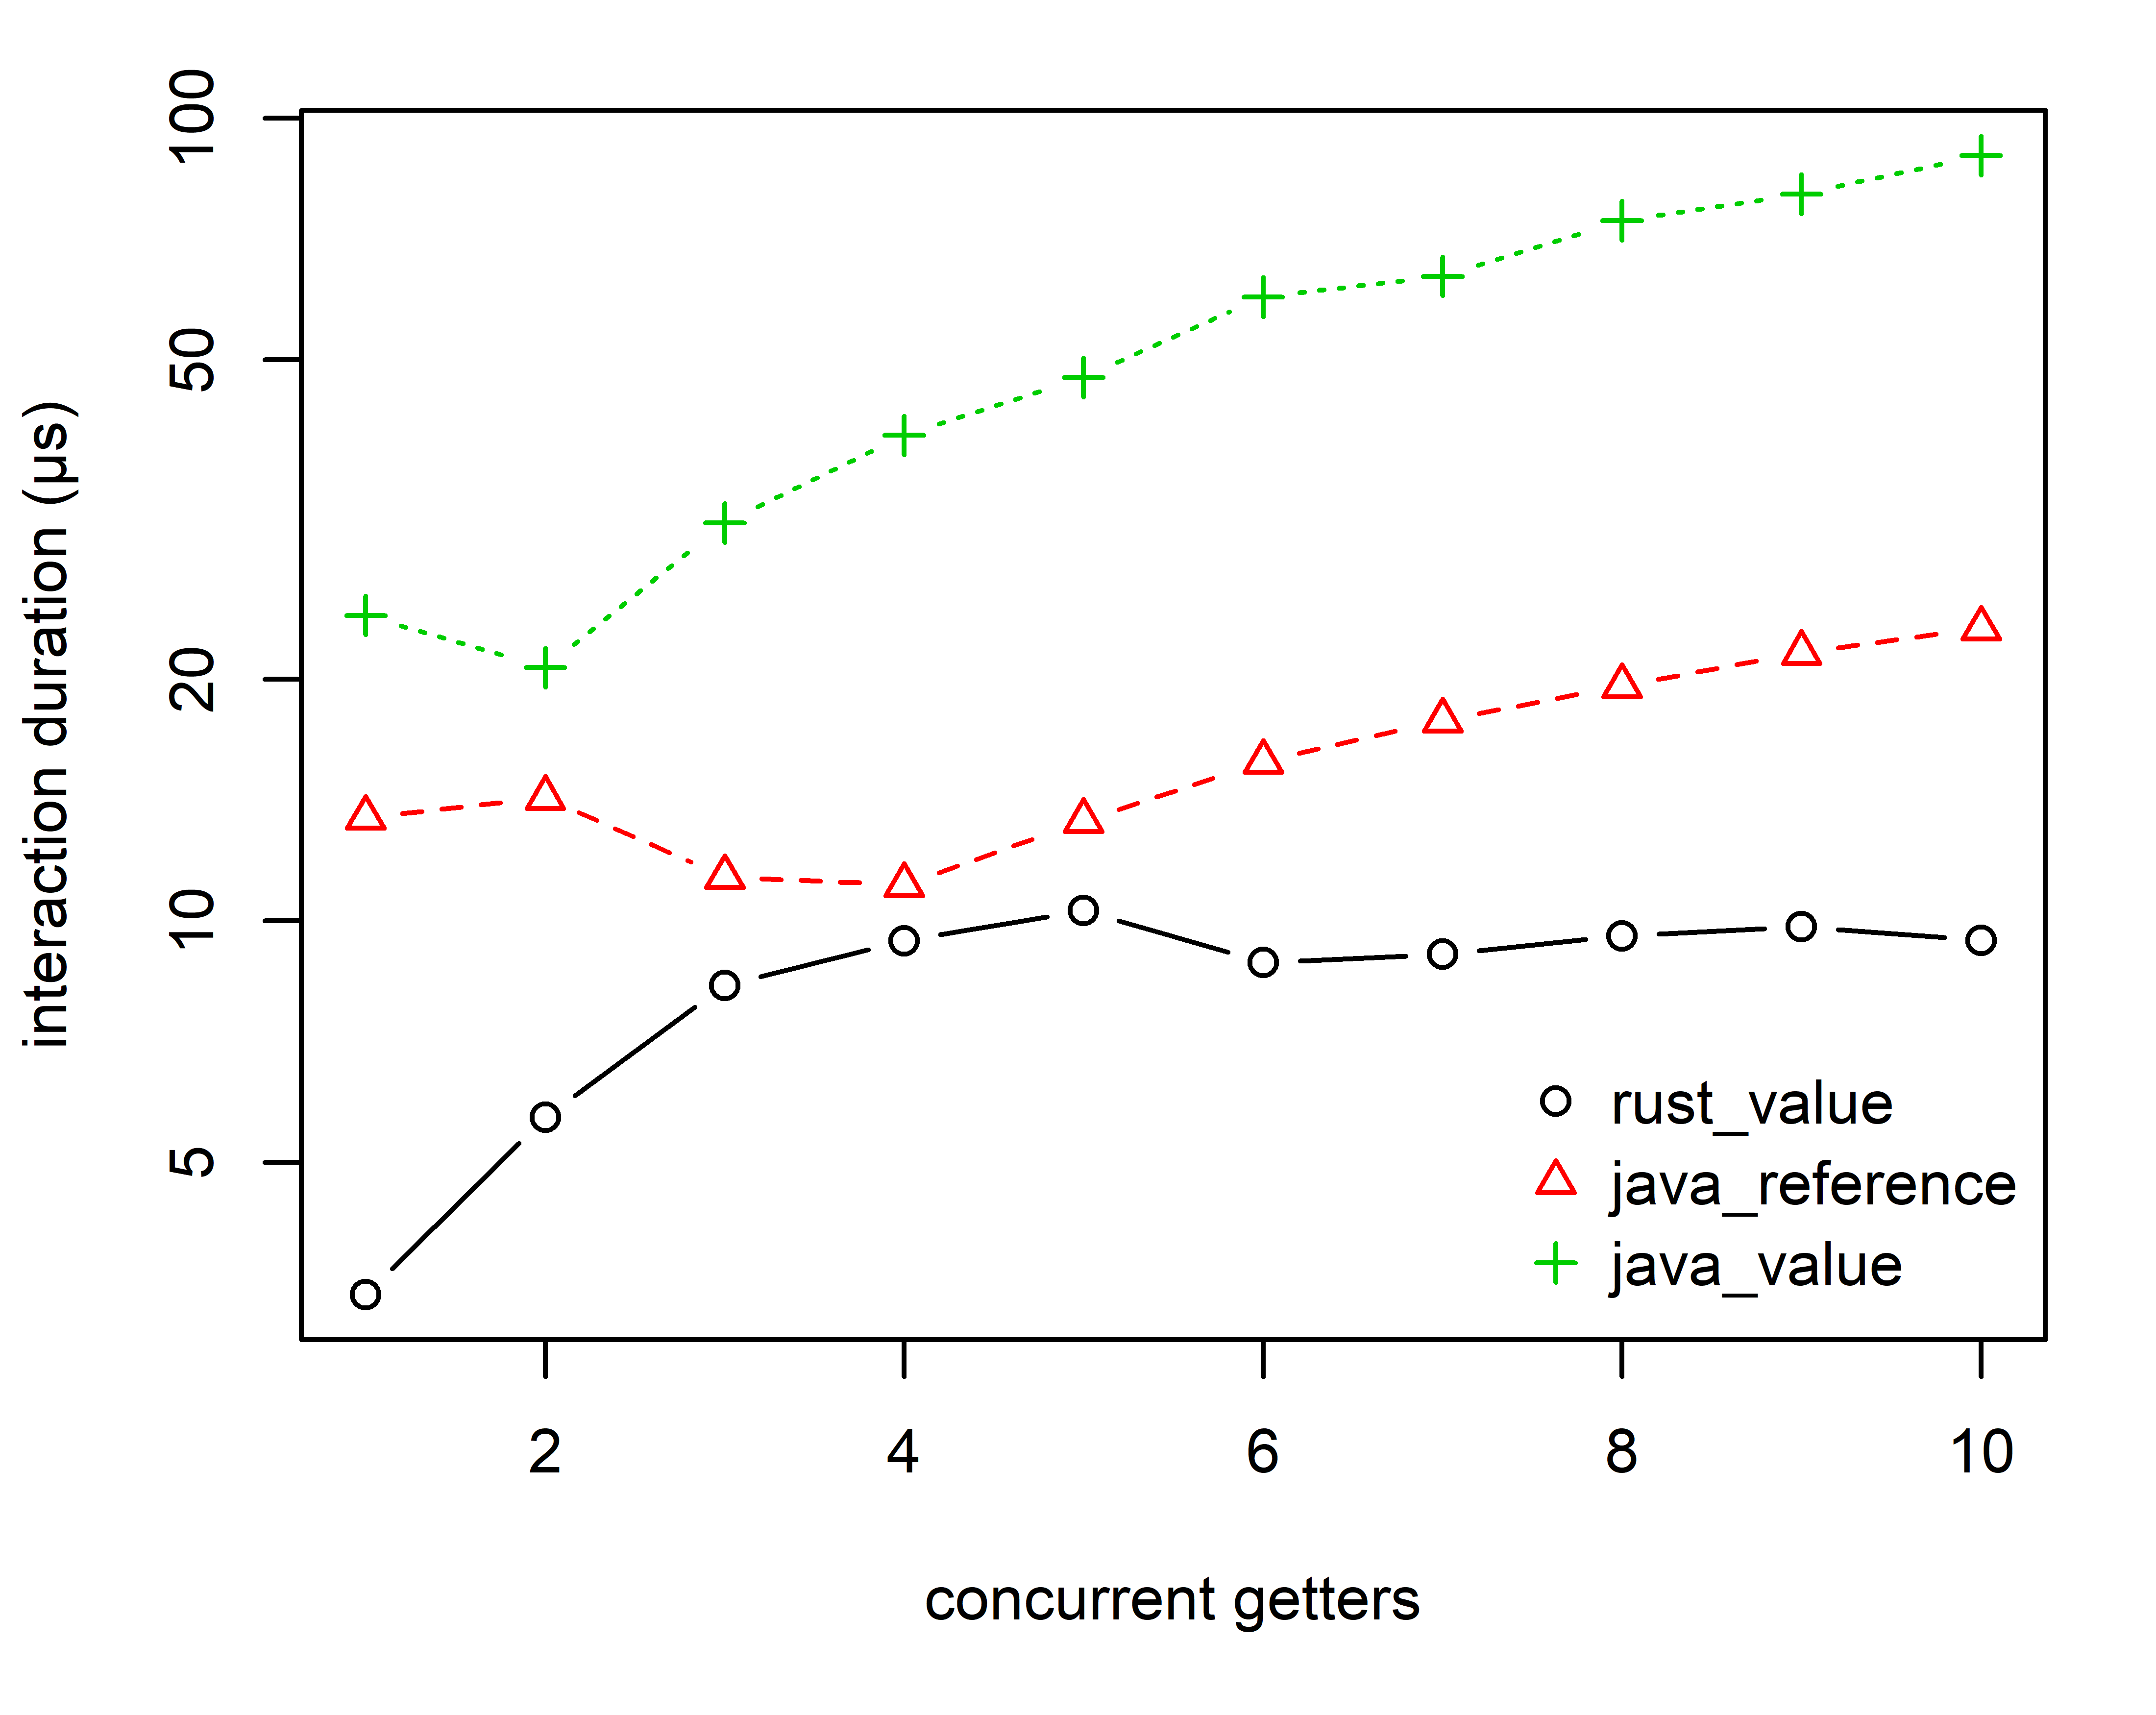 100
50
20
10
5
interaction duration (µs)
rust_value
java_reference
java_value
2 4 6 8 10
concurrent getters